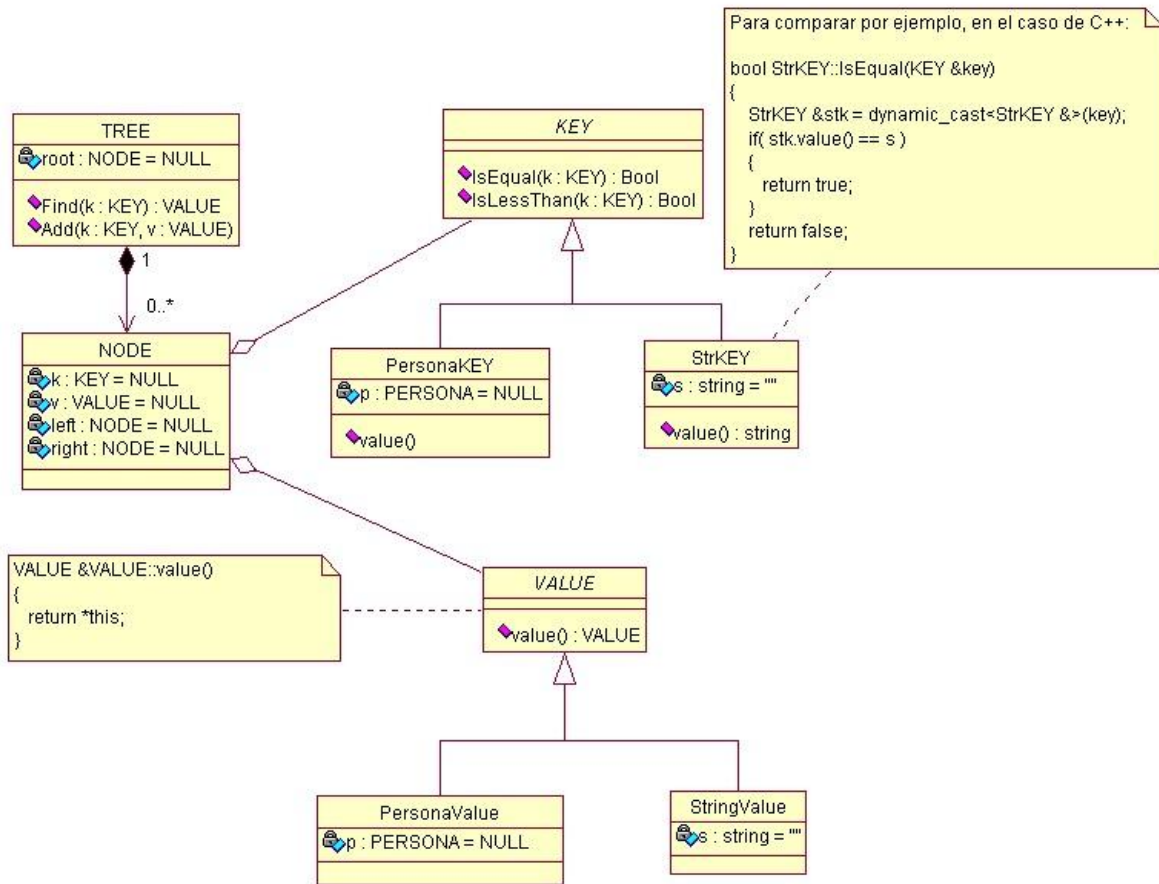 Para comparar por ejemplo, en el caso de C++:
bool StrKEY::IsEqual(KEY &key)
{
StrKEY &stk = dynamic_cast<StrKEY &>(key);
if( stk.value() == s )
{
return true;
}
return false;
}
TREE
root : NODE = NULL
Find(k : KEY) : VALUE
Add(k : KEY, v : VALUE)
1
0..*
KEY
IsEqual(k : KEY) : Bool
IsLessThan(k : KEY) : Bool
NODE
k : KEY = NULL
v : VALUE = NULL
left : NODE = NULL
right : NODE = NULL
PersonaKEY
p : PERSONA = NULL
value()
StrKEY
s : string = ""
value() : string
VALUE &VALUE::value()
{
return *this;
}
VALUE
value() : VALUE
PersonaValue
p : PERSONA = NULL
StringValue
s : string = ""